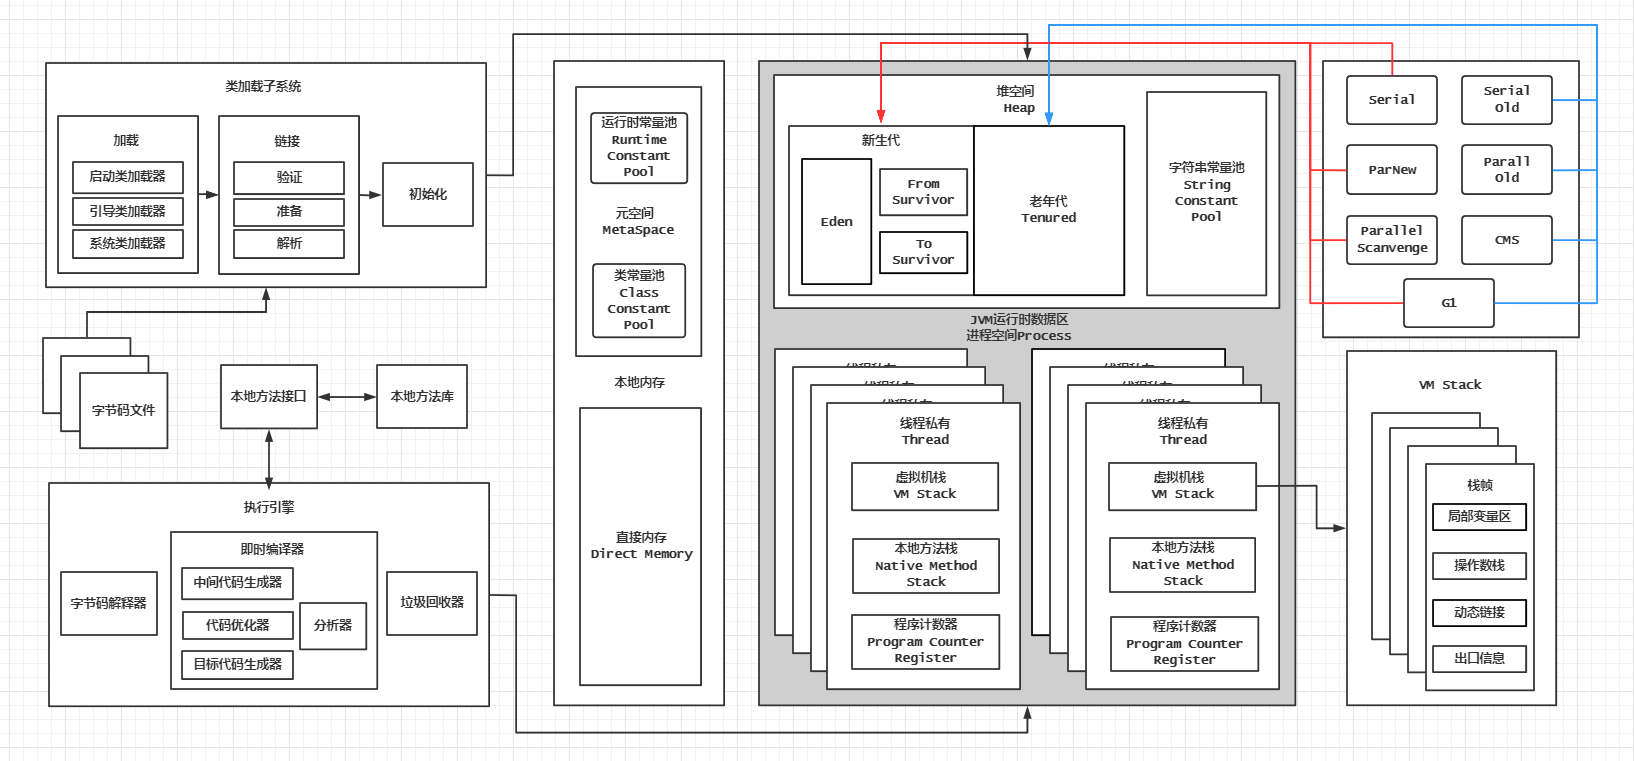 类加载子系统
加载
启动类加载器
引导类加载器
系统类加载器
链接
验证
准备
解析
初始化
字节码文件
本地方法接口
本地方法库
执行引擎
字节码解释器
即时编译器
中间代码生成器
代码优化器
目标代码生成器
分析器
垃圾回收器
运行时常量池
Runtime
Constant
Pool
元空间
MetaSpace
类常量池
Class
Constant
Pool
本地内存
直接内存
Direct Memory
堆空间
Heap
新生代
Eden
From
Survivor
To
Survivor
老年代
Tenured
字符串常量池
String
Constant
Pool
JVM运行时数据区
进程空间Process
线程私有
线程私有
线程私有
线程私有
Thread
虚拟机栈
VM Stack
本地方法栈
Native Method
Stack
程序计数器
Program Counter
Register
线程私有
线程私有
线程私有
线程私有
Thread
虚拟机栈
VM Stack
本地方法栈
Native Method
Stack
程序计数器
Program Counter
Register
Serial
Serial
Old
ParNew
Parall
Old
Parallel
Scanvenge
CMS
G1
VM Stack
栈帧
局部变量区
操作数栈
动态链接
出口信息